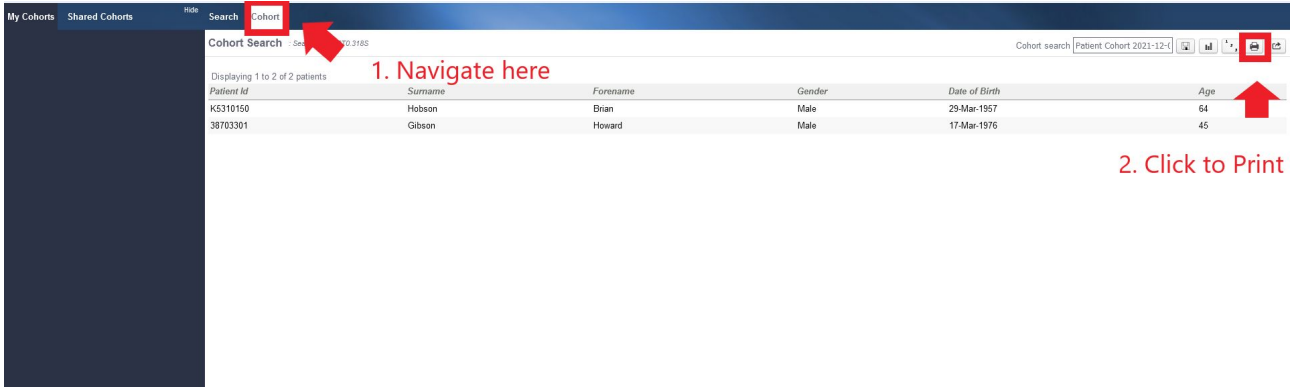 My Cohorts Shared Cohorts Hide Search Cohort
Cohort Search Cohort search Patient Cohort 2021-12-0
1. Navigate here
Displaying 1 to 2 of 2 patients
Patient Id Surname Forename Gender Date of Birth Age
K5310150 Hobson Brian Male 29-Mar-1957 64
38703301 Gibson Howard Male 17-Mar-1976 45
2. Click to Print